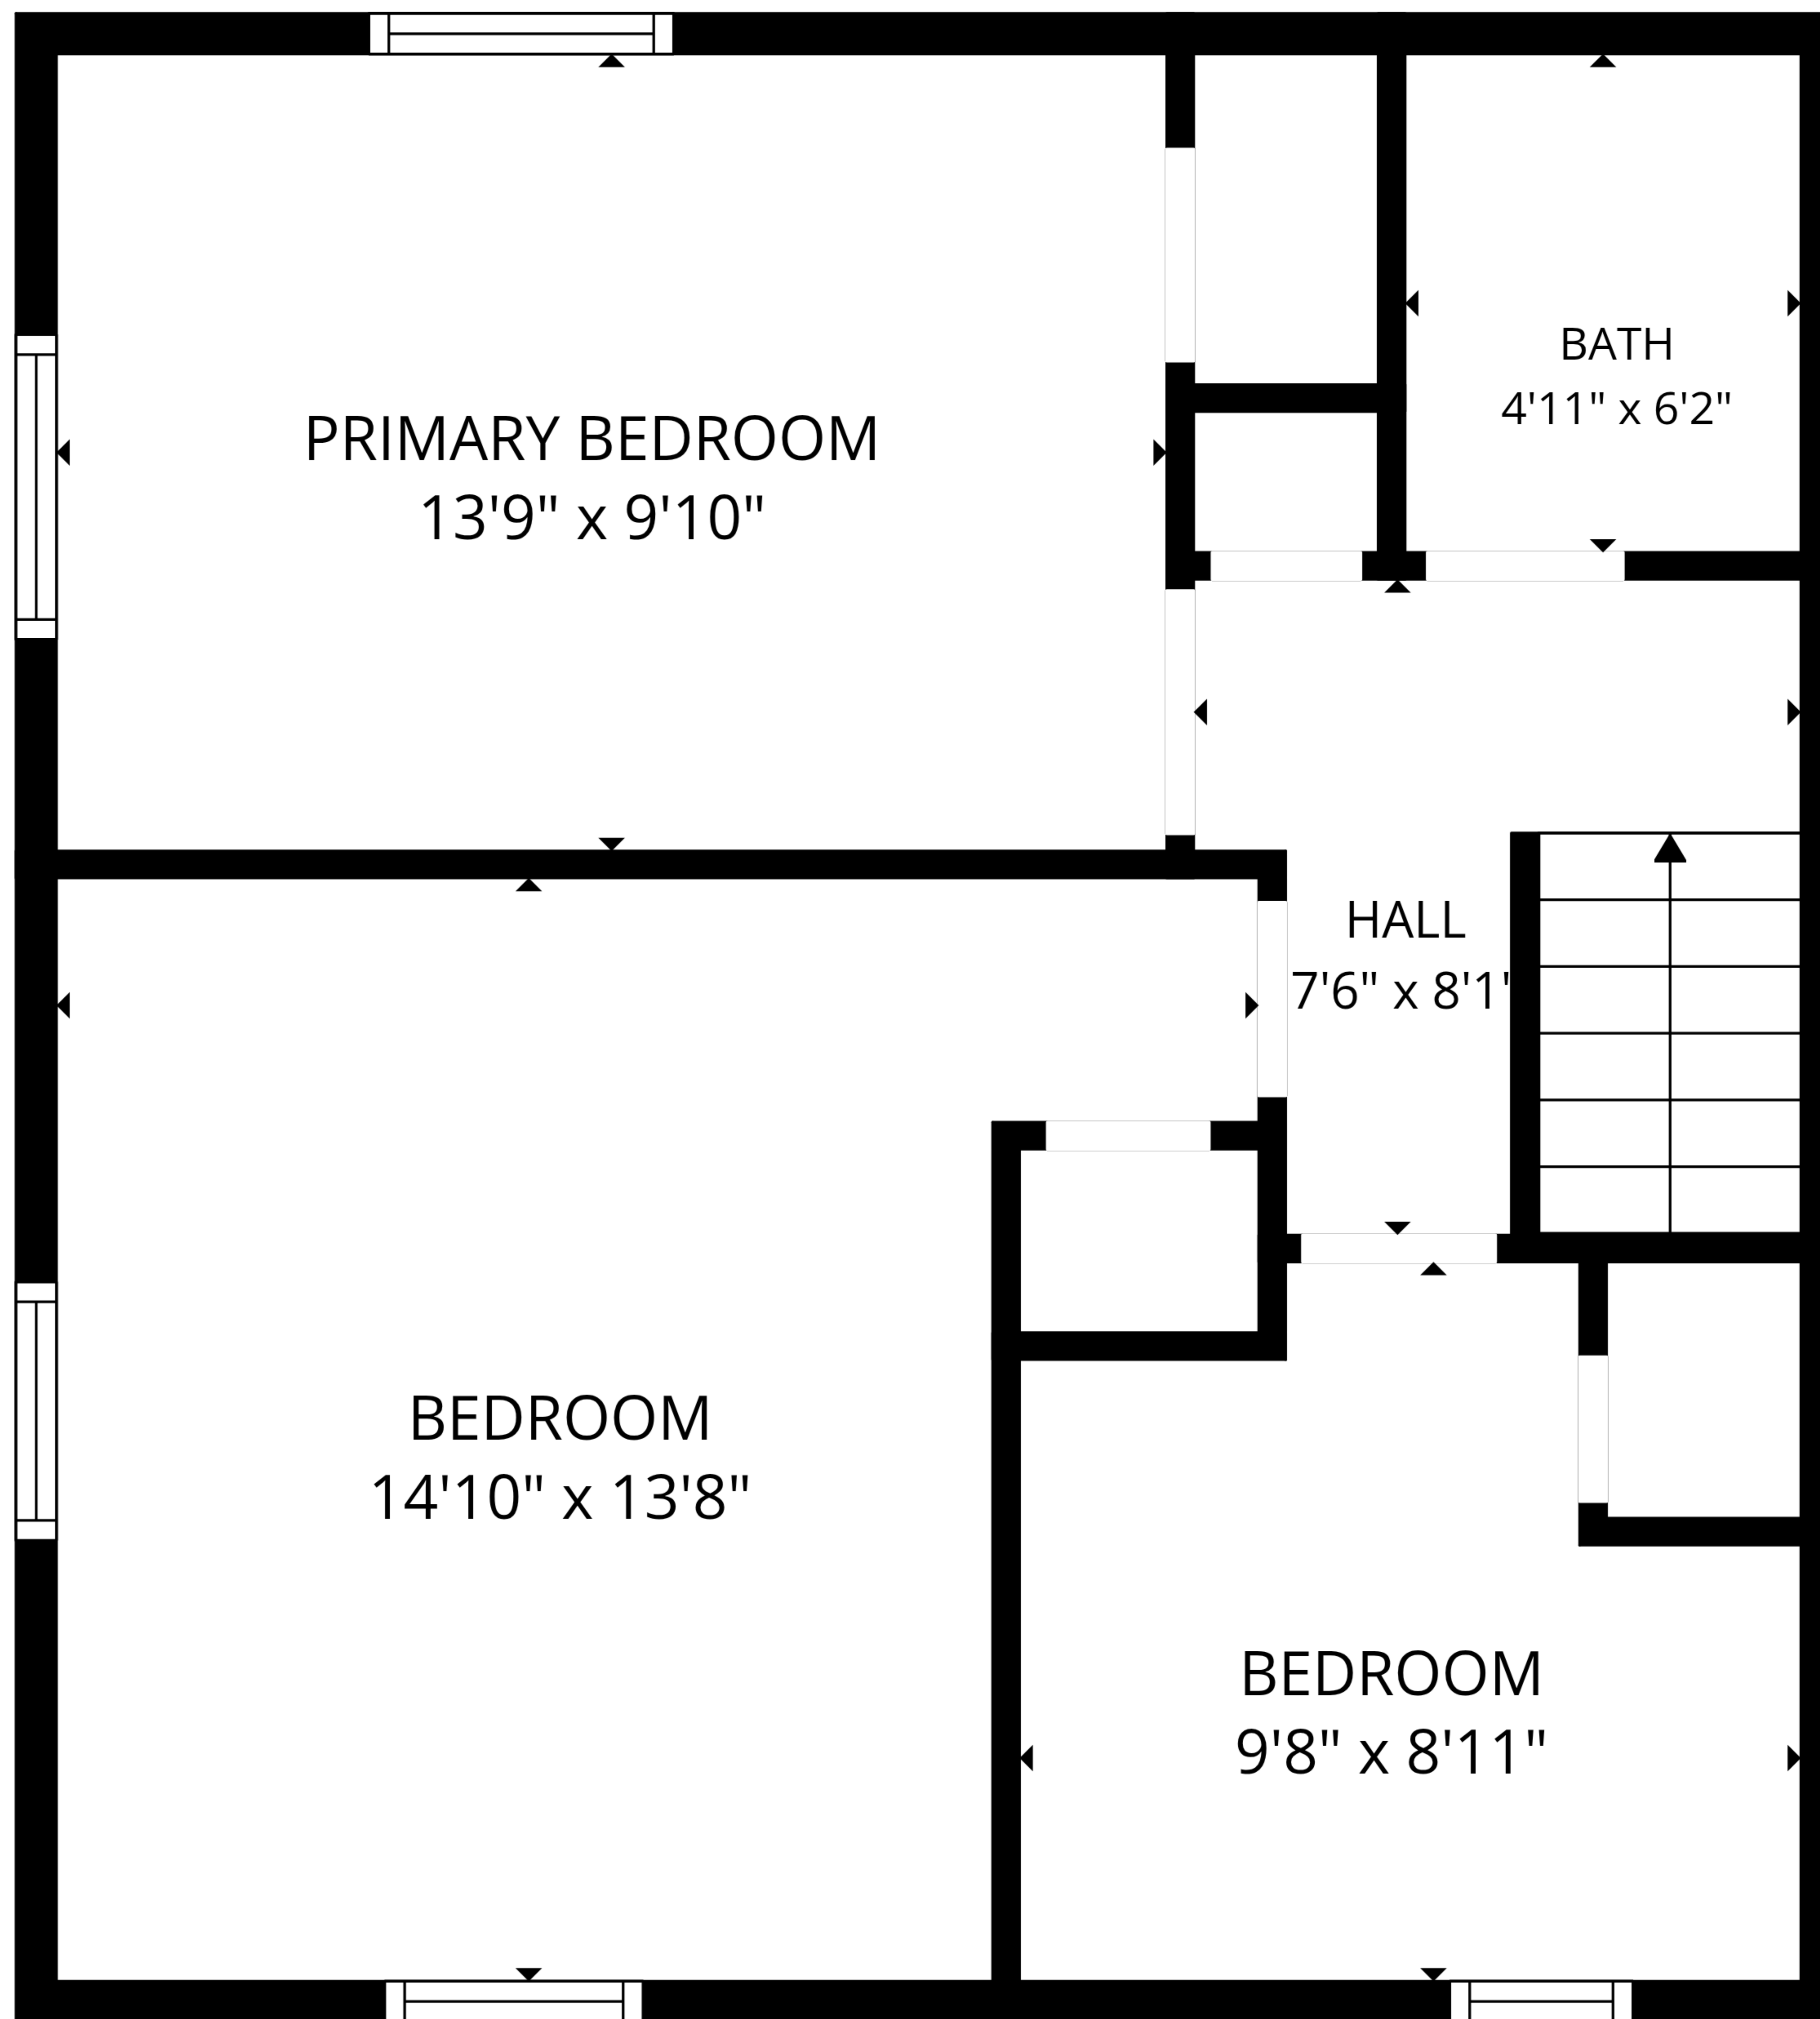 BATH
4'11" x 6'2"
PRIMARY BEDROOM
13'9" x 9'10"
HALL
7'6" x 8'1"
BEDROOM
14'10" x 13'8"
BEDROOM
9'8" x 8'11"